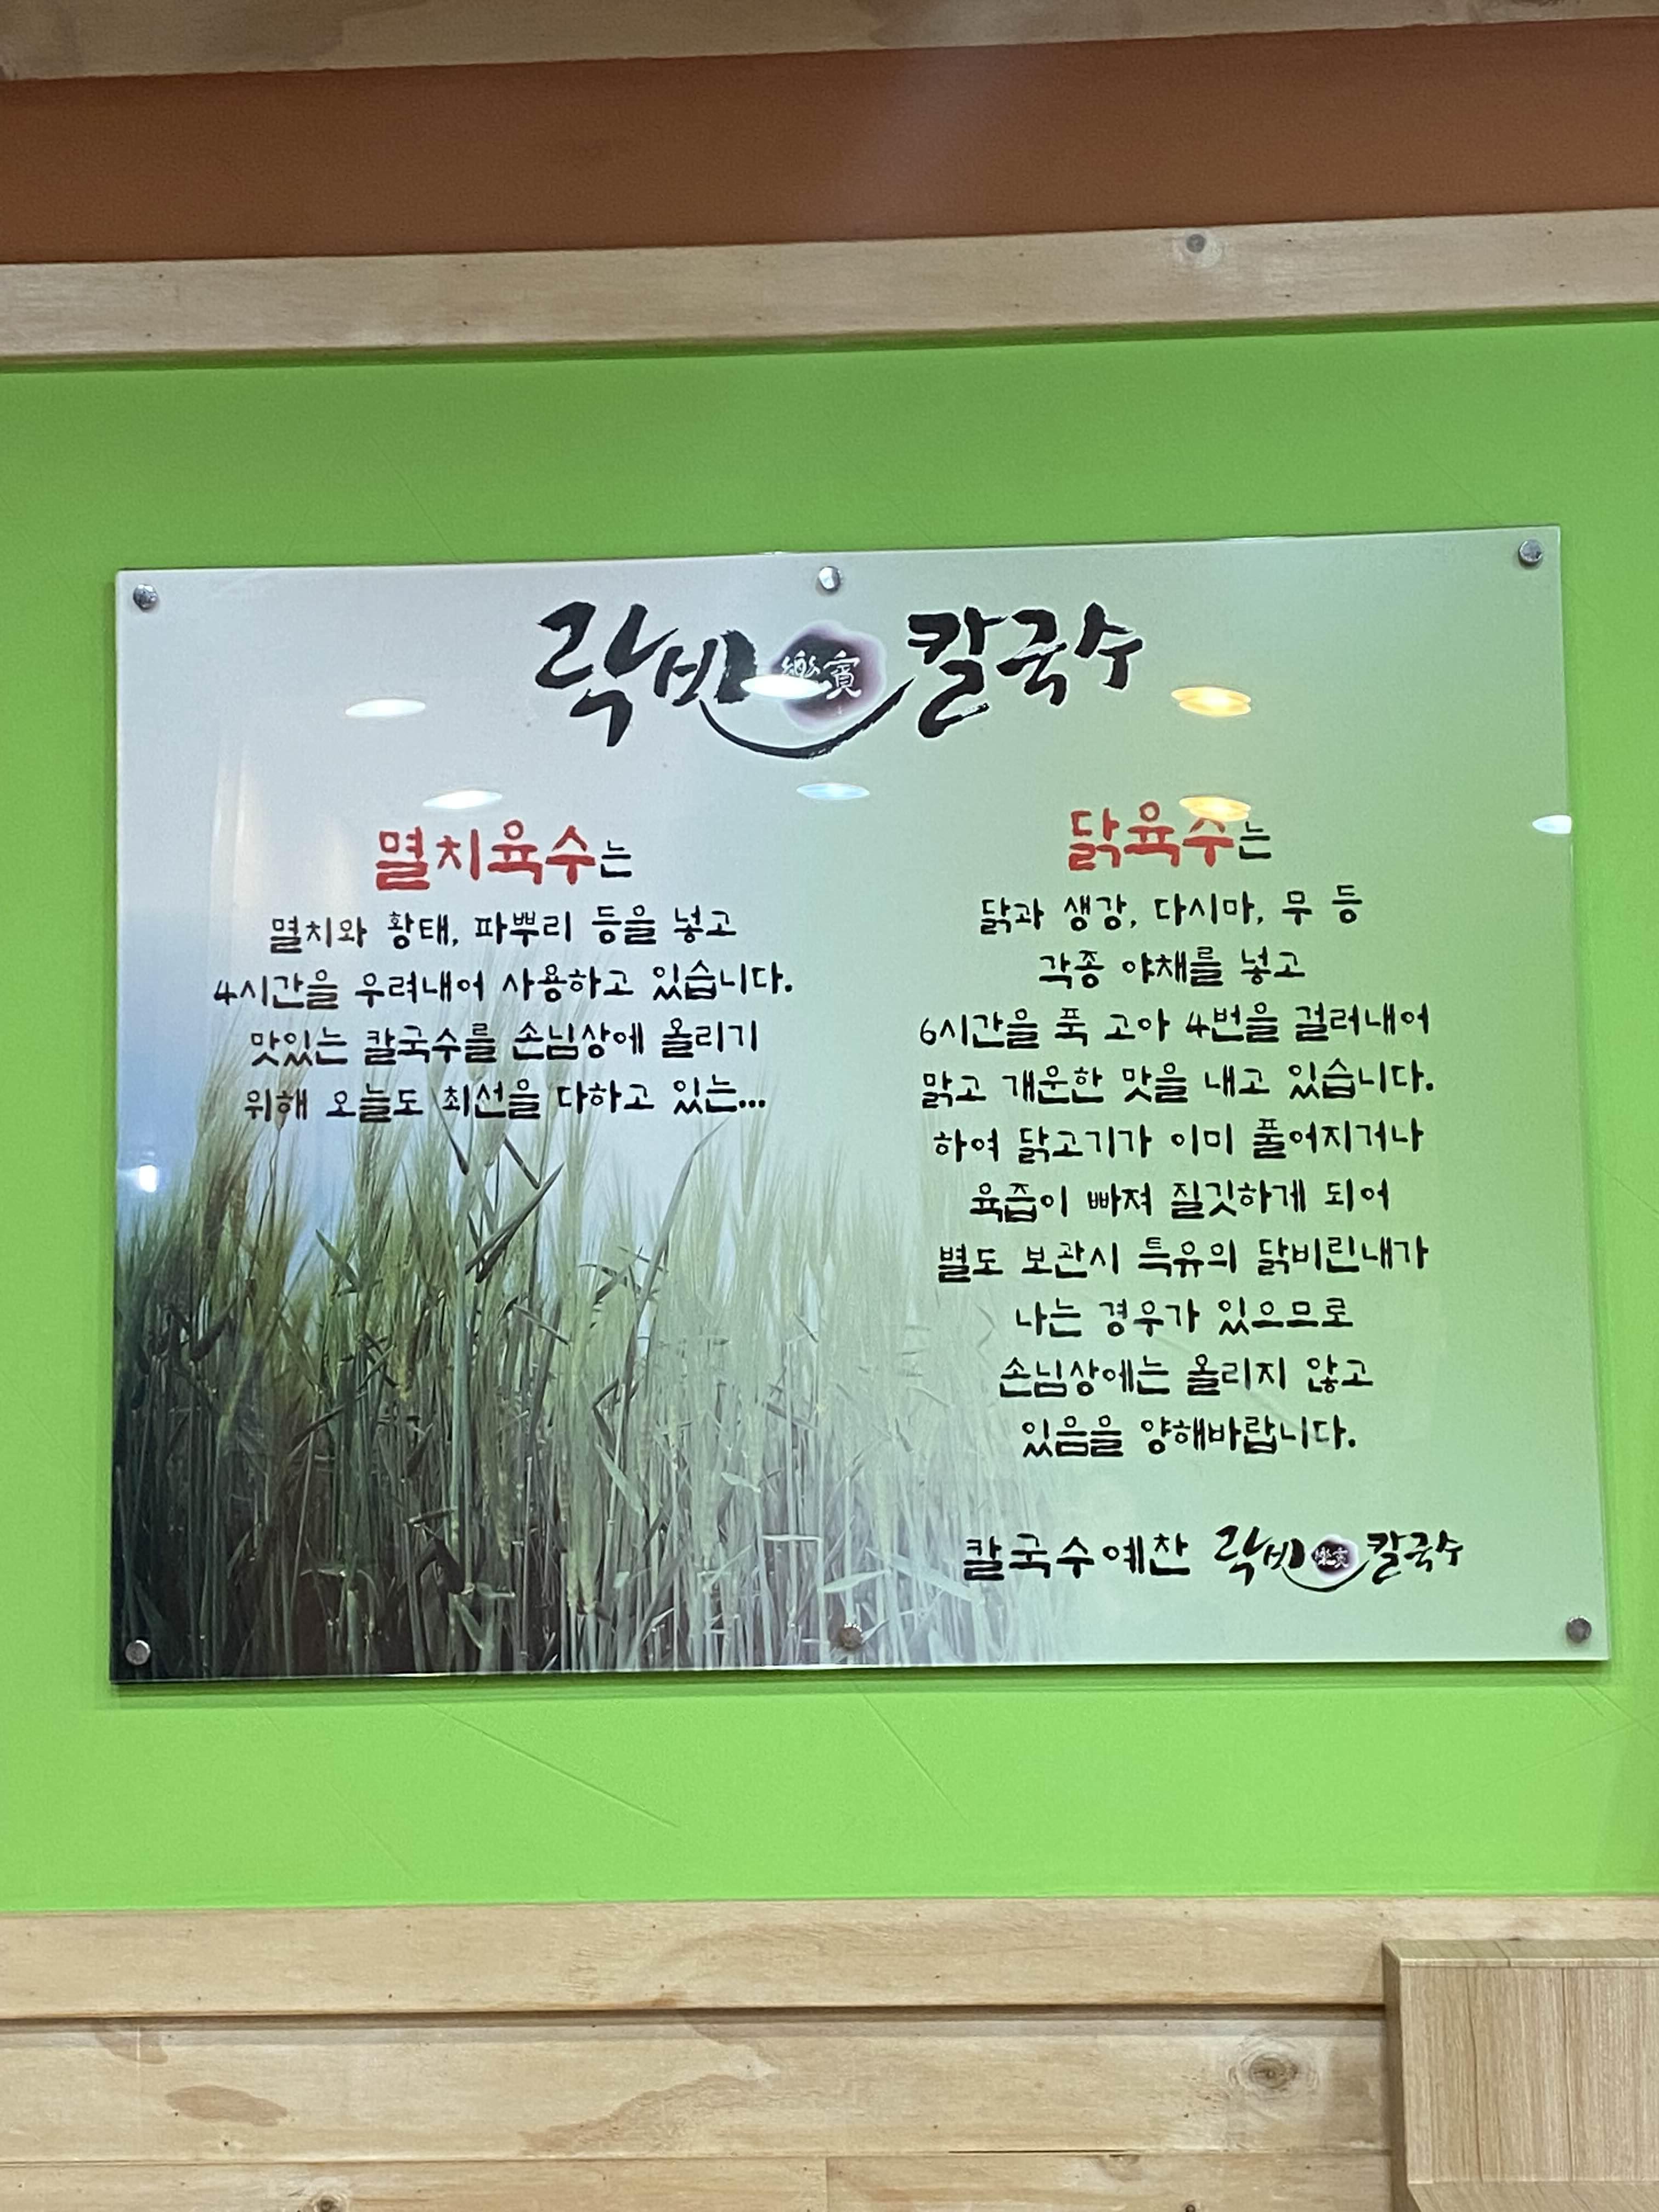 락빈 樂賓 칼국수
멸치육수는
멸치와 황태, 파뿌리 등을 넣고
4시간을 우려내어 사용하고 있습니다.
맛있는 칼국수를 손님상에 올리기
위해 오늘도 최선을 다하고 있는...
닭육수는
닭과 생강, 다시마, 무 등
각종 야채를 넣고
6시간을 푹 고아 4번을 걸러내어
맑고 개운한 맛을 내고 있습니다.
하여 닭고기가 이미 풀어지거나
육즙이 빠져 질깃하게 되어
별도 보관시 특유의 닭비린내가
나는 경우가 있으므로
손님상에는 올리지 않고
있음을 양해바랍니다.
칼국수예찬 락빈 樂賓 칼국수